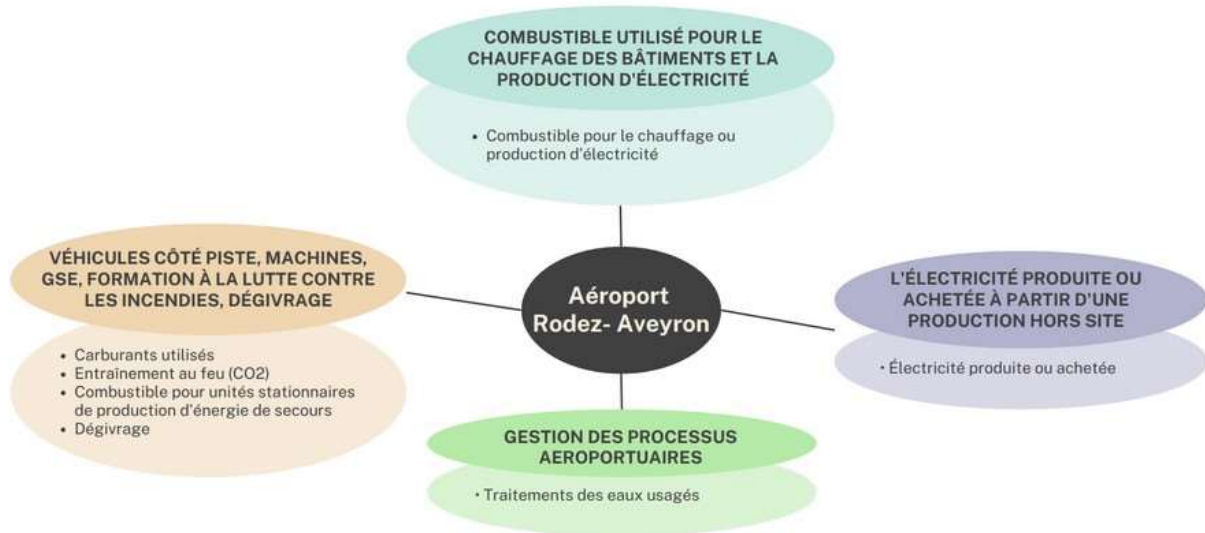 COMBUSTIBLE UTILISÉ POUR LE
CHAUFFAGE DES BÂTIMENTS ET LA
PRODUCTION D'ÉLECTRICITÉ
• Combustible pour le chauffage ou
production d'électricité
VÉHICULES CÔTÉ PISTE, MACHINES,
GSE, FORMATION À LA LUTTE CONTRE
LES INCENDIES, DÉGIVRAGE
• Carburants utilisés
• Entraînement au feu (CO2)
• Combustible pour unités stationnaires
de production d'énergie de secours
• Dégivrage
Aéroport
Rodez- Aveyron
L'ÉLECTRICITÉ PRODUITE OU
ACHETÉE À PARTIR D'UNE
PRODUCTION HORS SITE
• Électricité produite ou achetée
GESTION DES PROCESSUS
AEROPORTUAIRES
• Traitements des eaux usagés